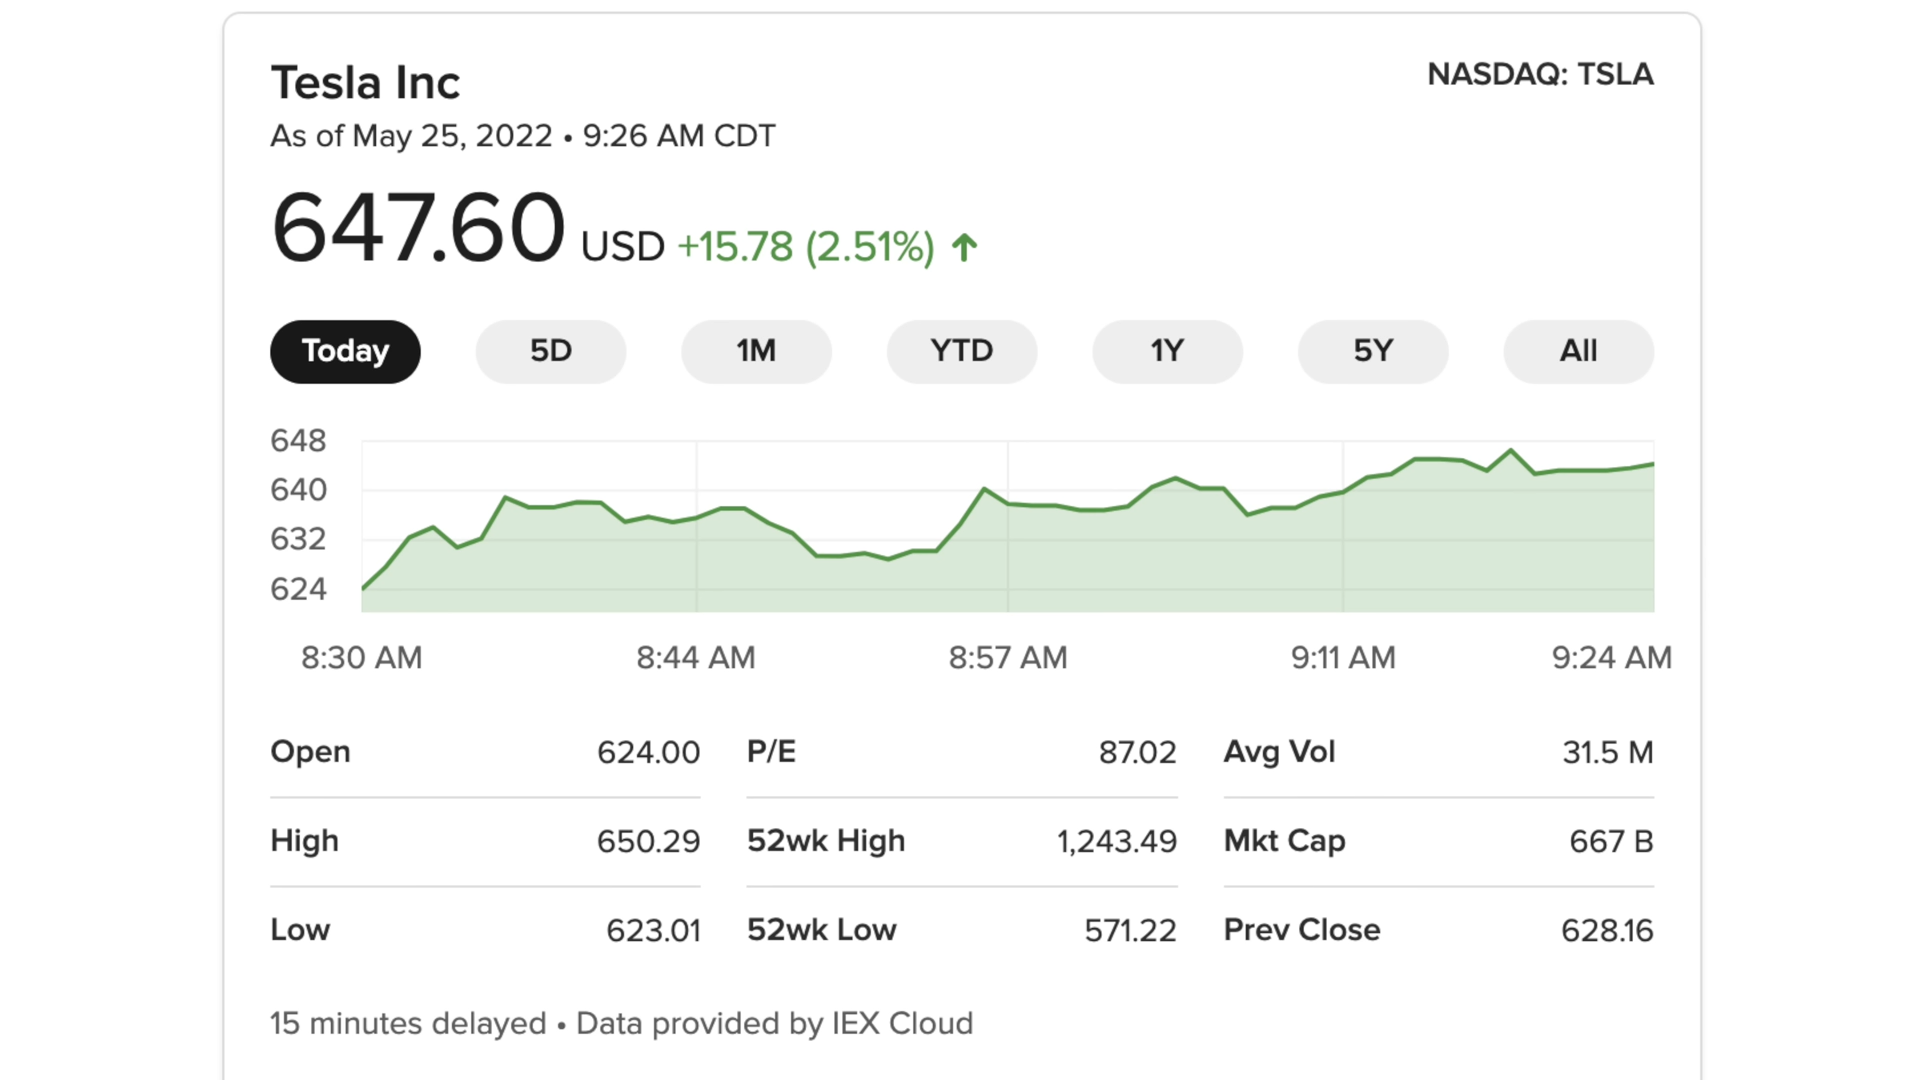 Tesla Inc
NASDAQ: TSLA
As of May 25, 2022 • 9:26 AM CDT
647.60 USD +15.78 (2.51%) ↑
Today 5D 1M YTD 1Y 5Y All
648
640
632
624
8:30 AM 8:44 AM 8:57 AM 9:11 AM 9:24 AM
Open 624.00 P/E 87.02 Avg Vol 31.5 M
High 650.29 52wk High 1,243.49 Mkt Cap 667 B
Low 623.01 52wk Low 571.22 Prev Close 628.16
15 minutes delayed • Data provided by IEX Cloud